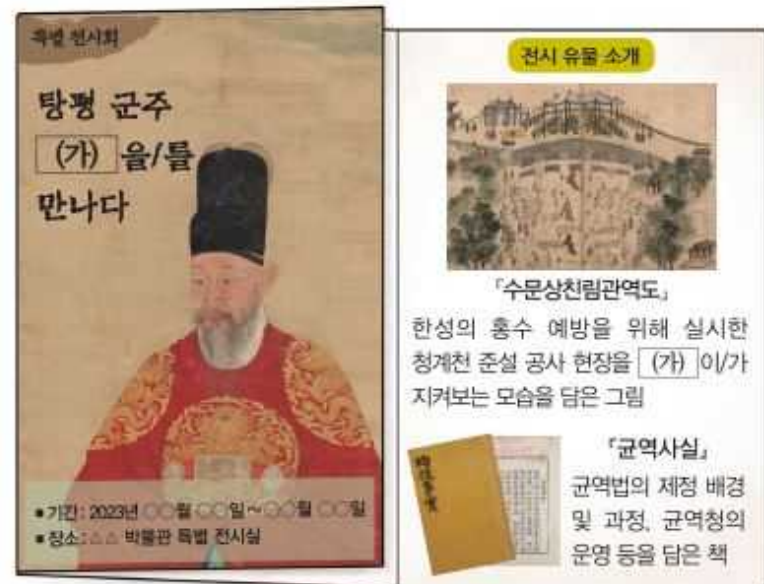 특별 전시회
탕평 군주
(가) 을/를
만나다
■기간: 2023년 ○○월 ○○일~○○월 ○○일
■장소: △△ 박물관 특별 전시실
전시 유물 소개
『수문상친림관역도』
한성의 홍수 예방을 위해 실시한
청계천 준설 공사 현장을 (가) 이/가
지켜보는 모습을 담은 그림
『균역사실』
균역법의 제정 배경
및 과정, 균역청의
운영 등을 담은 책